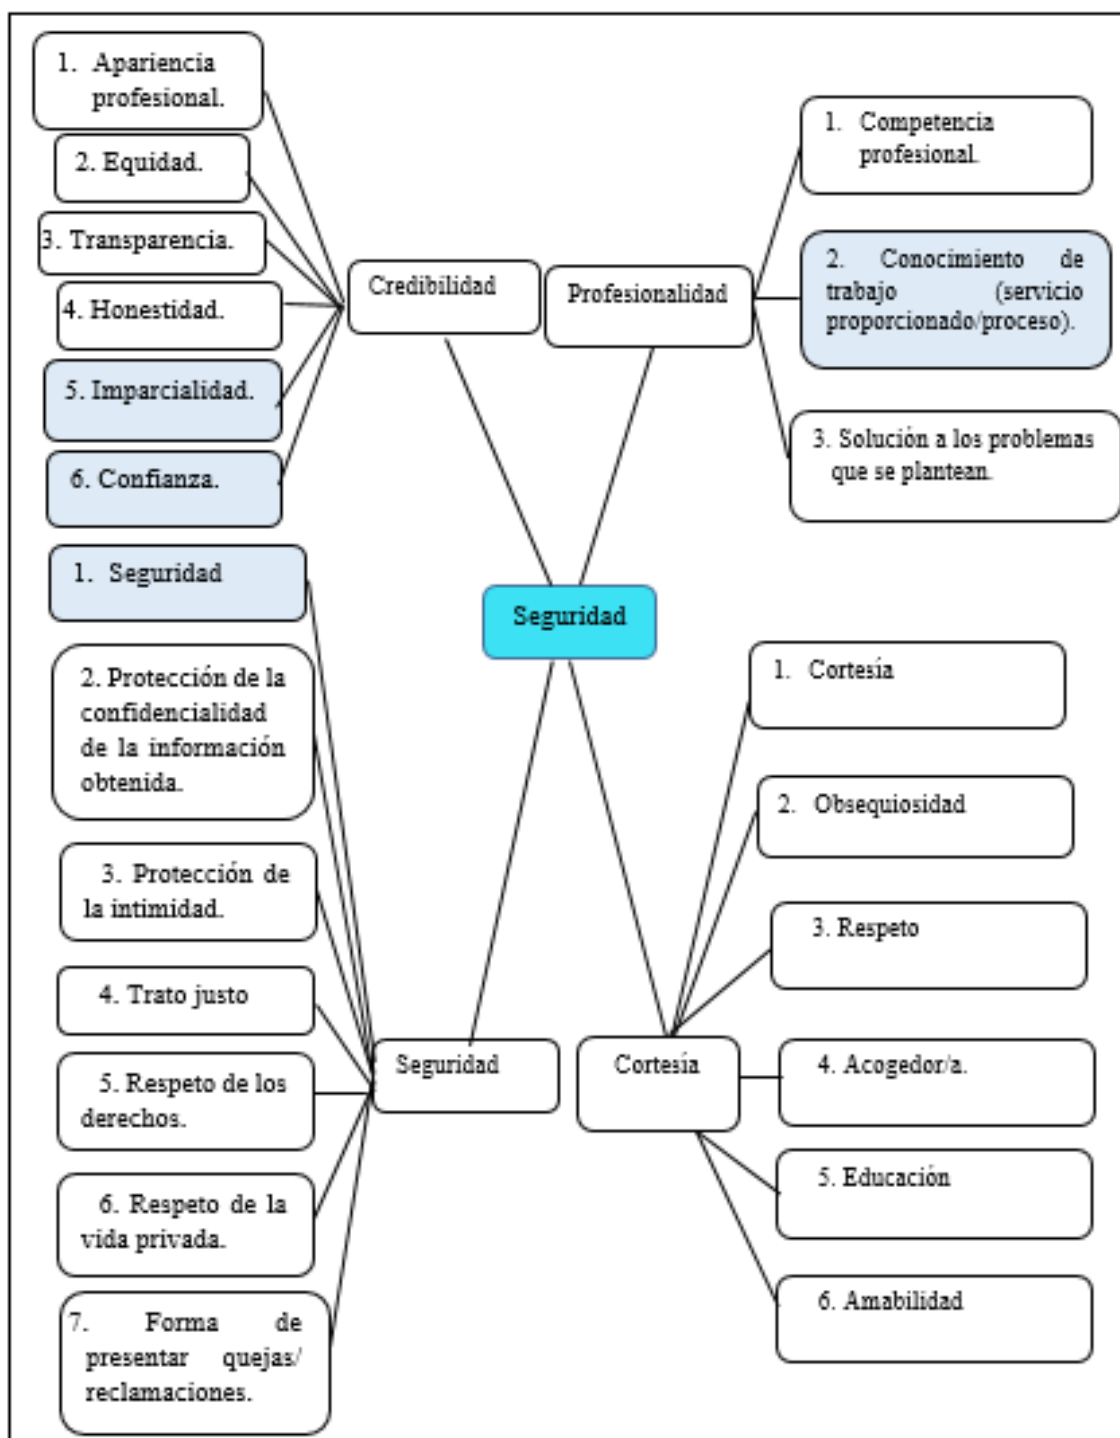 1. Apariencia
profesional.
2. Equidad.
3. Transparencia.
4. Honestidad.
5. Imparcialidad.
6. Confianza.
Credibilidad
Profesionalidad
1. Competencia
profesional.
2. Conocimiento de
trabajo (servicio
proporcionado/proceso).
3. Solución a los problemas
que se plantean.
Seguridad
1. Seguridad
2. Protección de la
confidencialidad
de la información
obtenida.
3. Protección de
la intimidad.
4. Trato justo
5. Respeto de los
derechos.
6. Respeto de la
vida privada.
7. Forma de
presentar quejas/
reclamaciones.
Seguridad
Cortesía
1. Cortesía
2. Obsequiosidad
3. Respeto
4. Acogedor/a.
5. Educación
6. Amabilidad